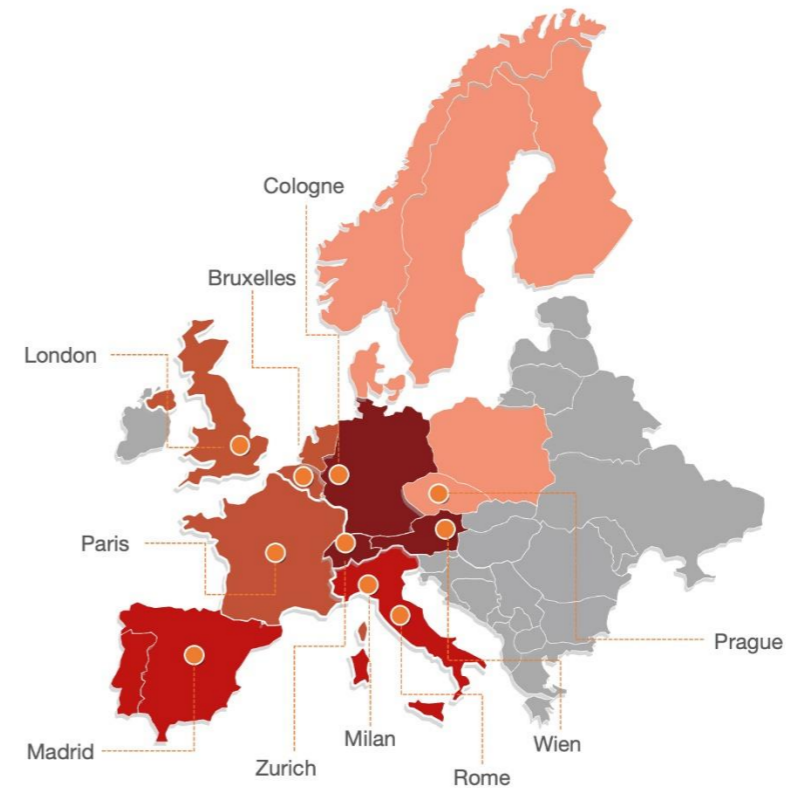 Cologne
Bruxelles
London
Paris
Prague
Madrid
Zurich
Milan
Wien
Rome